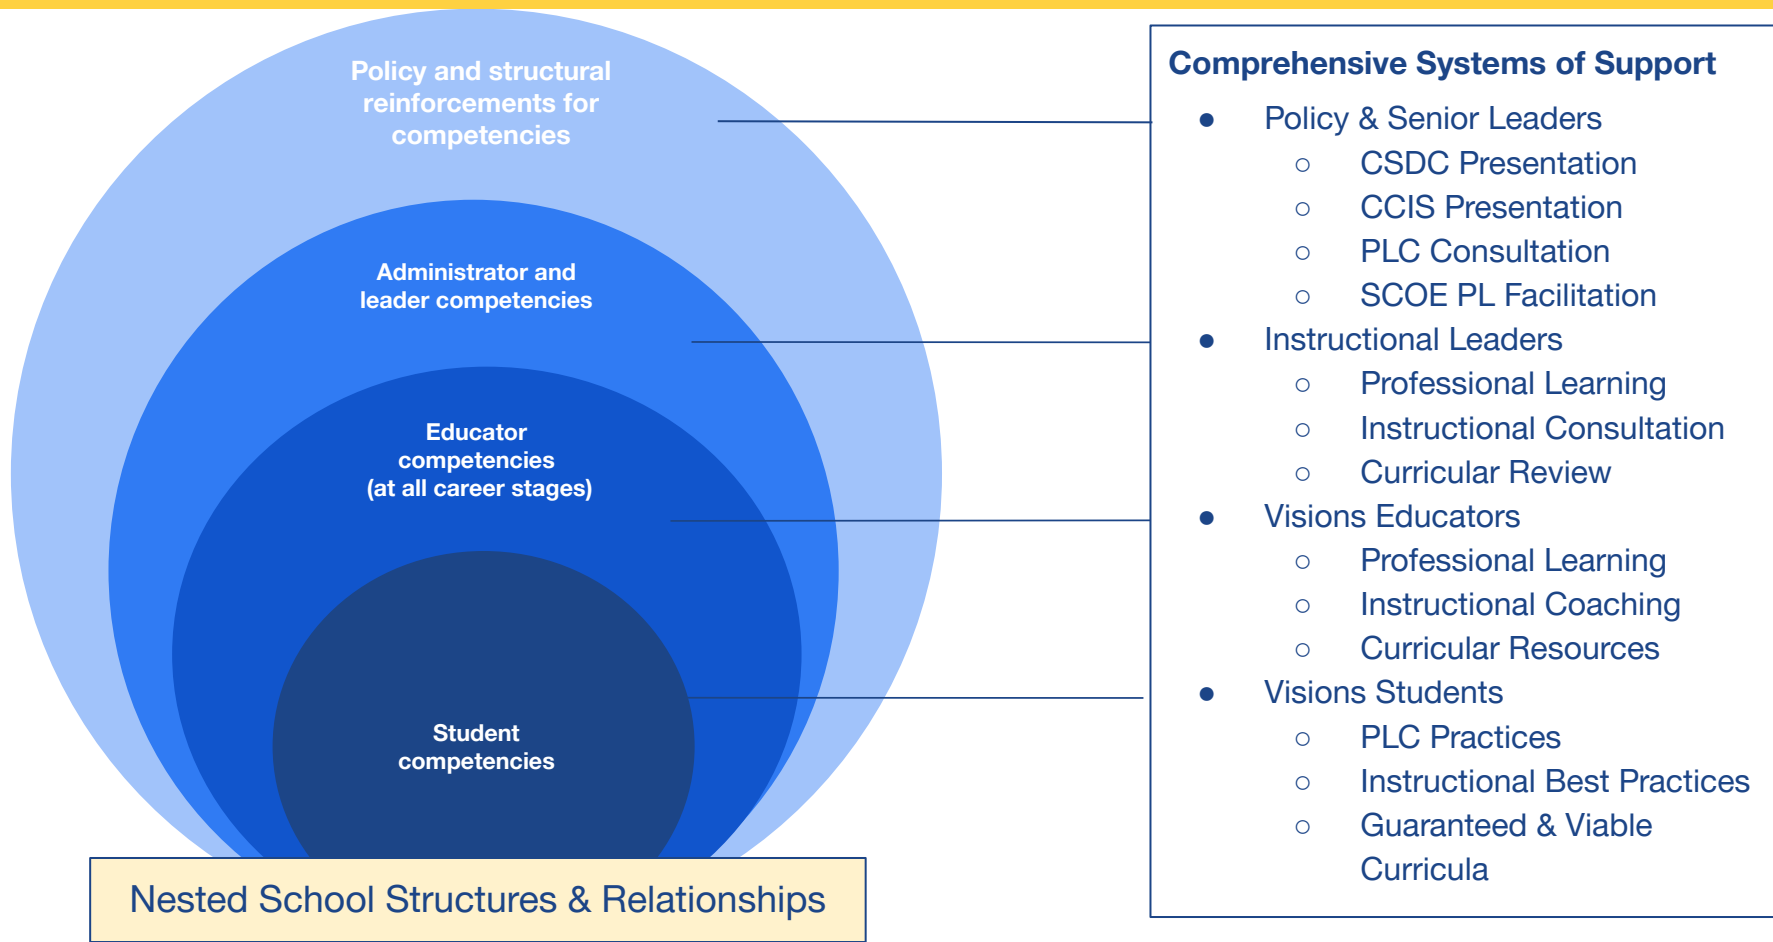 Policy and structural
reinforcements for
competencies
Administrator and
leader competencies
Educator
competencies
(at all career stages)
Student
competencies
Nested School Structures & Relationships
Comprehensive Systems of Support
● Policy & Senior Leaders
○ CSDC Presentation
○ CCIS Presentation
○ PLC Consultation
○ SCOE PL Facilitation
● Instructional Leaders
○ Professional Learning
○ Instructional Consultation
○ Curricular Review
● Visions Educators
○ Professional Learning
○ Instructional Coaching
○ Curricular Resources
● Visions Students
○ PLC Practices
○ Instructional Best Practices
○ Guaranteed & Viable
Curricula